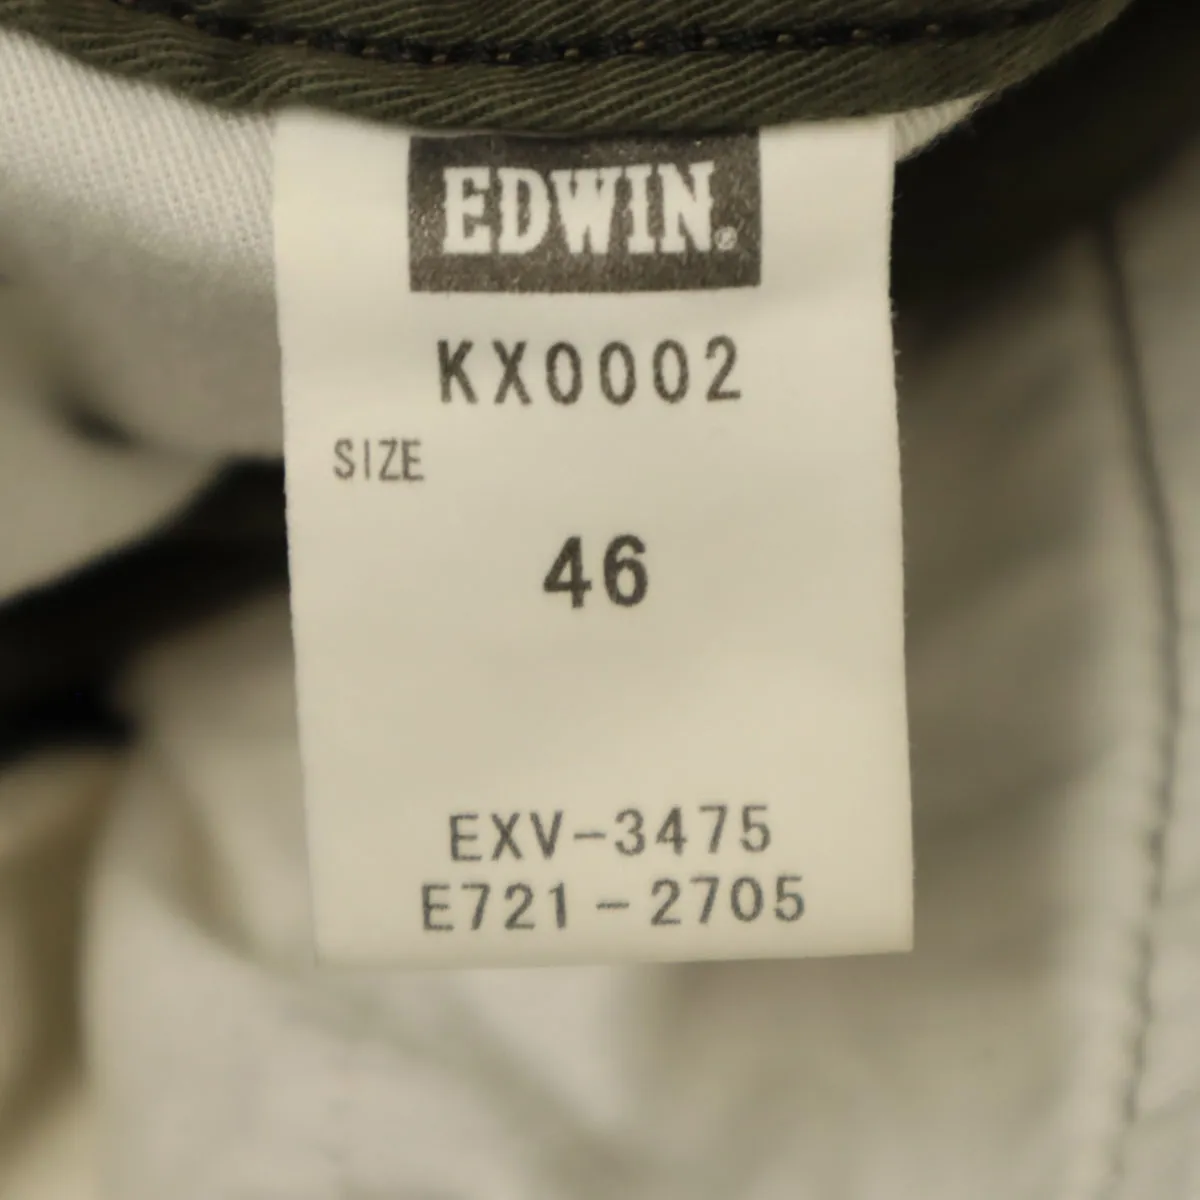 EDWIN®
KX0002
SIZE
46
EXV-3475
E721-2705